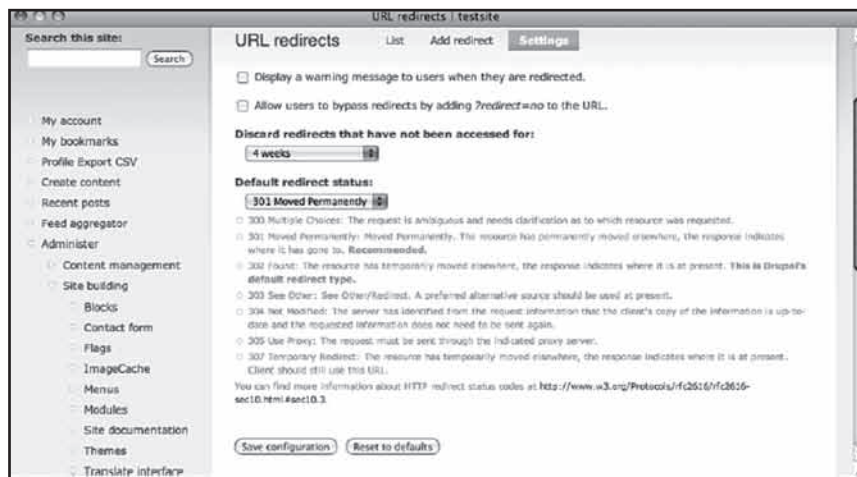 URL redirects | testsite
Search this site:
Search
My account
My bookmarks
Profile Export CSV
Create content
Recent posts
Feed aggregator
Administer
Content management
Site building
Blocks
Contact form
Flags
ImageCache
Menus
Modules
Site documentation
Themes
Translate interface
URL redirects
List
Add redirect
Settings
Display a warning message to users when they are redirected.
Allow users to bypass redirects by adding ?redirect=no to the URL.
Discard redirects that have not been accessed for:
4 weeks
Default redirect status:
301 Moved Permanently
300 Multiple Choices: The request is ambiguous and needs clarification as to which resource was requested.
301 Moved Permanently: Moved Permanently. The resource has permanently moved elsewhere, the response indicates
where it has gone to. Recommended.
302 Found: The resource has temporarily moved elsewhere, the response indicates where it is at present. This is Drupal's
default redirect type.
303 See Other: See Other/Redirect. A preferred alternative source should be used at present.
304 Not Modified: The server has identified from the request information that the client's copy of the information is up-to-
date and the requested information does not need to be sent again.
305 Use Proxy: The request must be sent through the indicated proxy server.
307 Temporary Redirect: The resource has temporarily moved elsewhere, the response indicates where it is at present.
Client should still use this URL.
You can find more information about HTTP redirect status codes at http://www.w3.org/Protocols/rfc2616/rfc2616-
sec10.html#sec10.3.
Save configuration
Reset to defaults